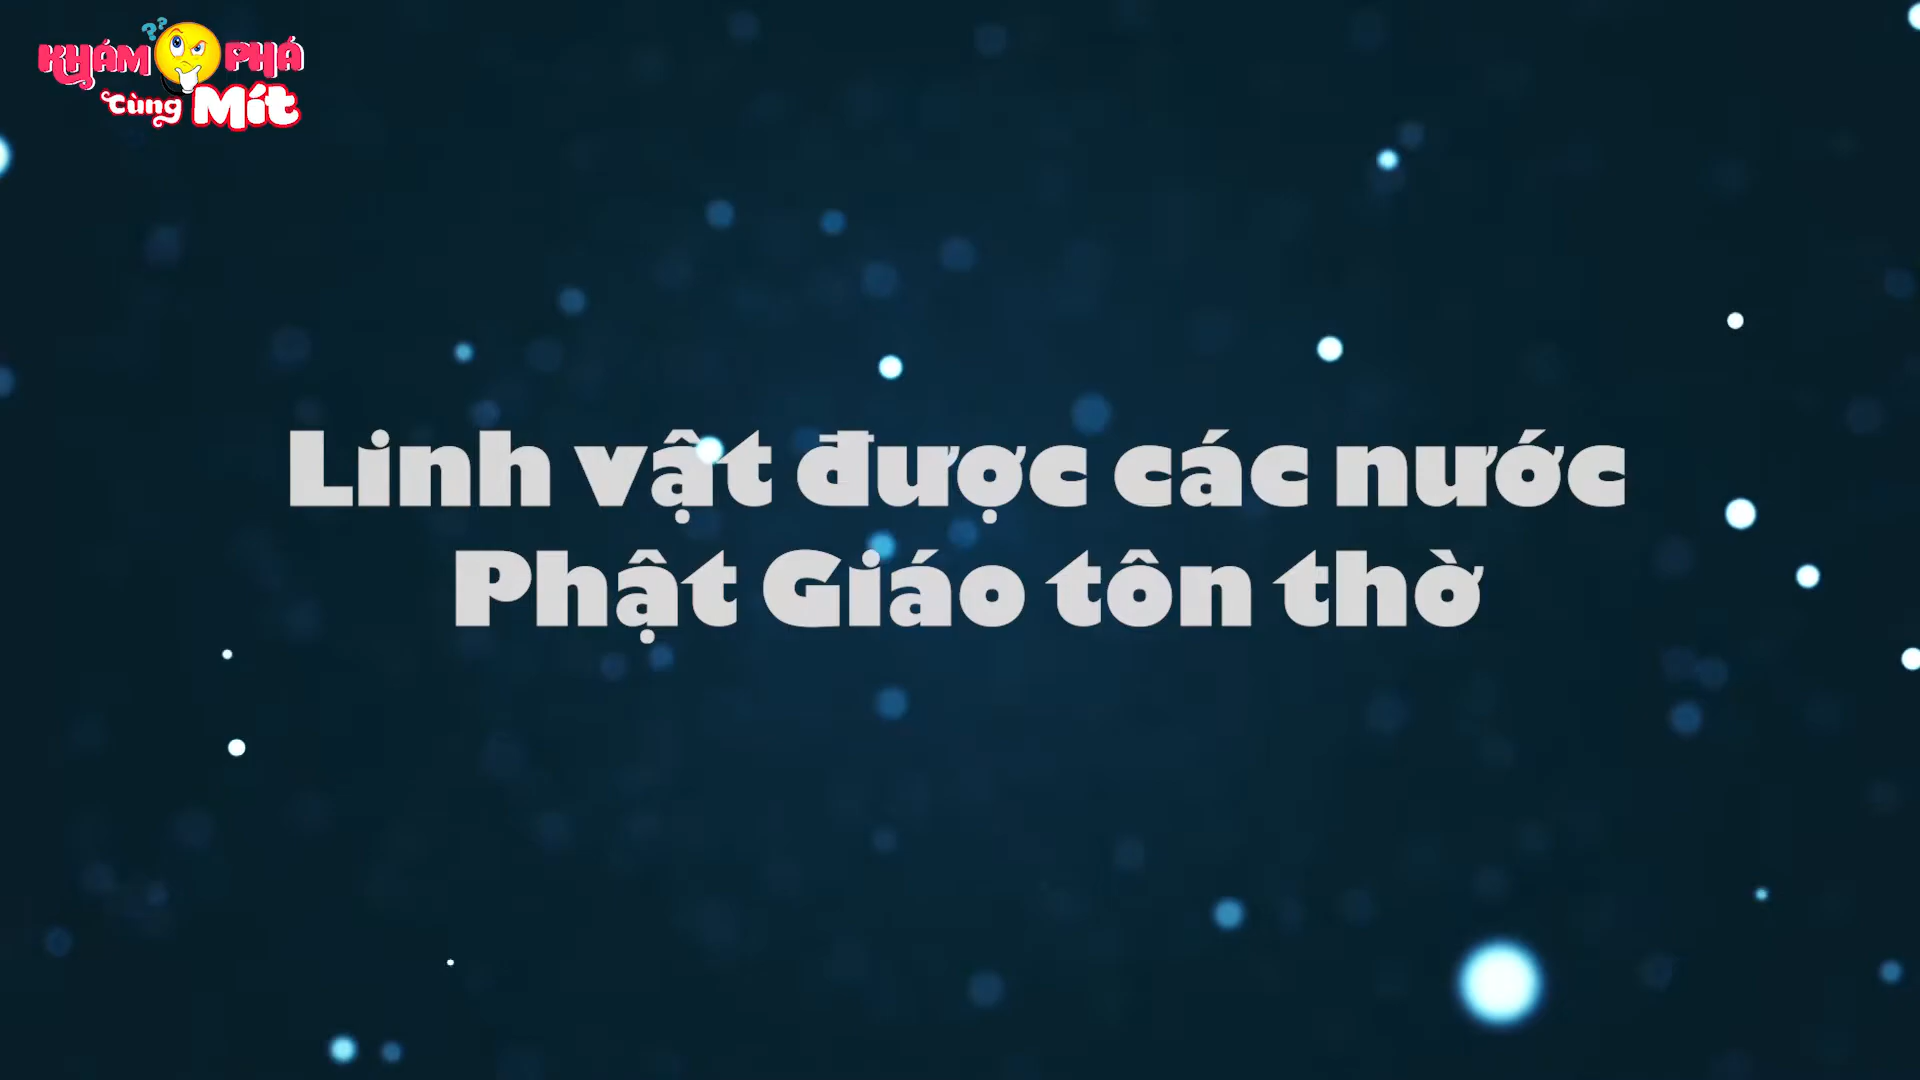 ??
KHÁM PHÁ
cùng Mít
Linh vật được các nước
Phật Giáo tôn thờ